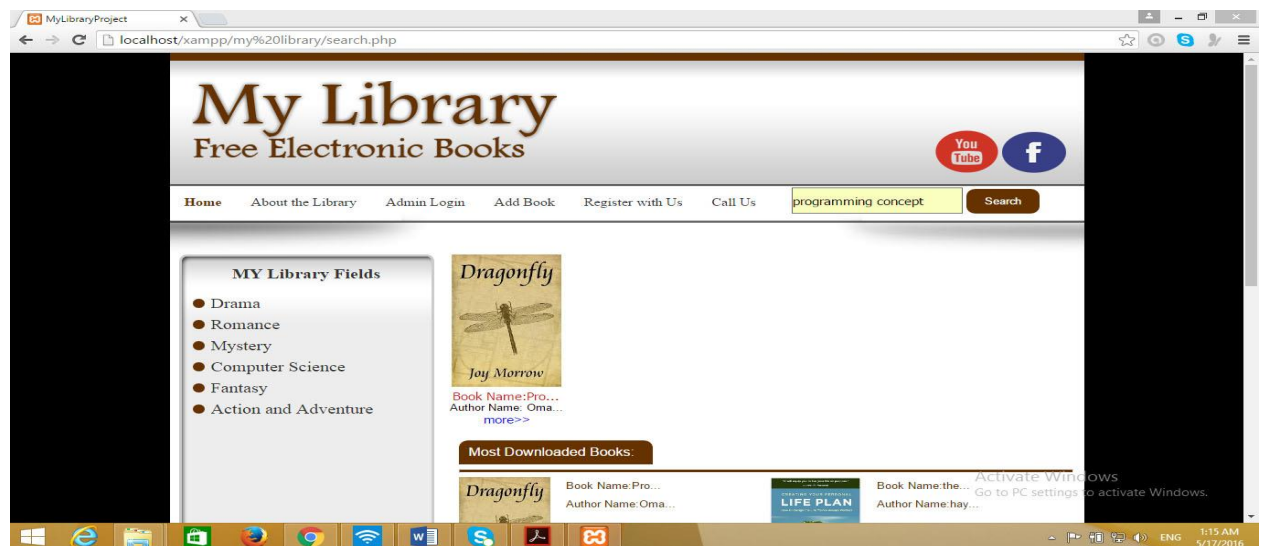 MyLibraryProject
localhost/xampp/my%20library/search.php
My Library
Free Electronic Books
You
Tube
f
Home About the Library Admin Login Add Book Register with Us Call Us programming concept Search
MY Library Fields
Drama
Romance
Mystery
Computer Science
Fantasy
Action and Adventure
Dragonfly
Joy Morrow
Book Name:Pro...
Author Name: Oma...
more>>
Most Downloaded Books:
Dragonfly
Book Name:Pro...
Author Name:Oma...
LIFE PLAN
Book Name:the...
Author Name:hay...
Activate Windows
Go to PC settings to activate Windows.
ENG
1:15 AM
5/17/2016